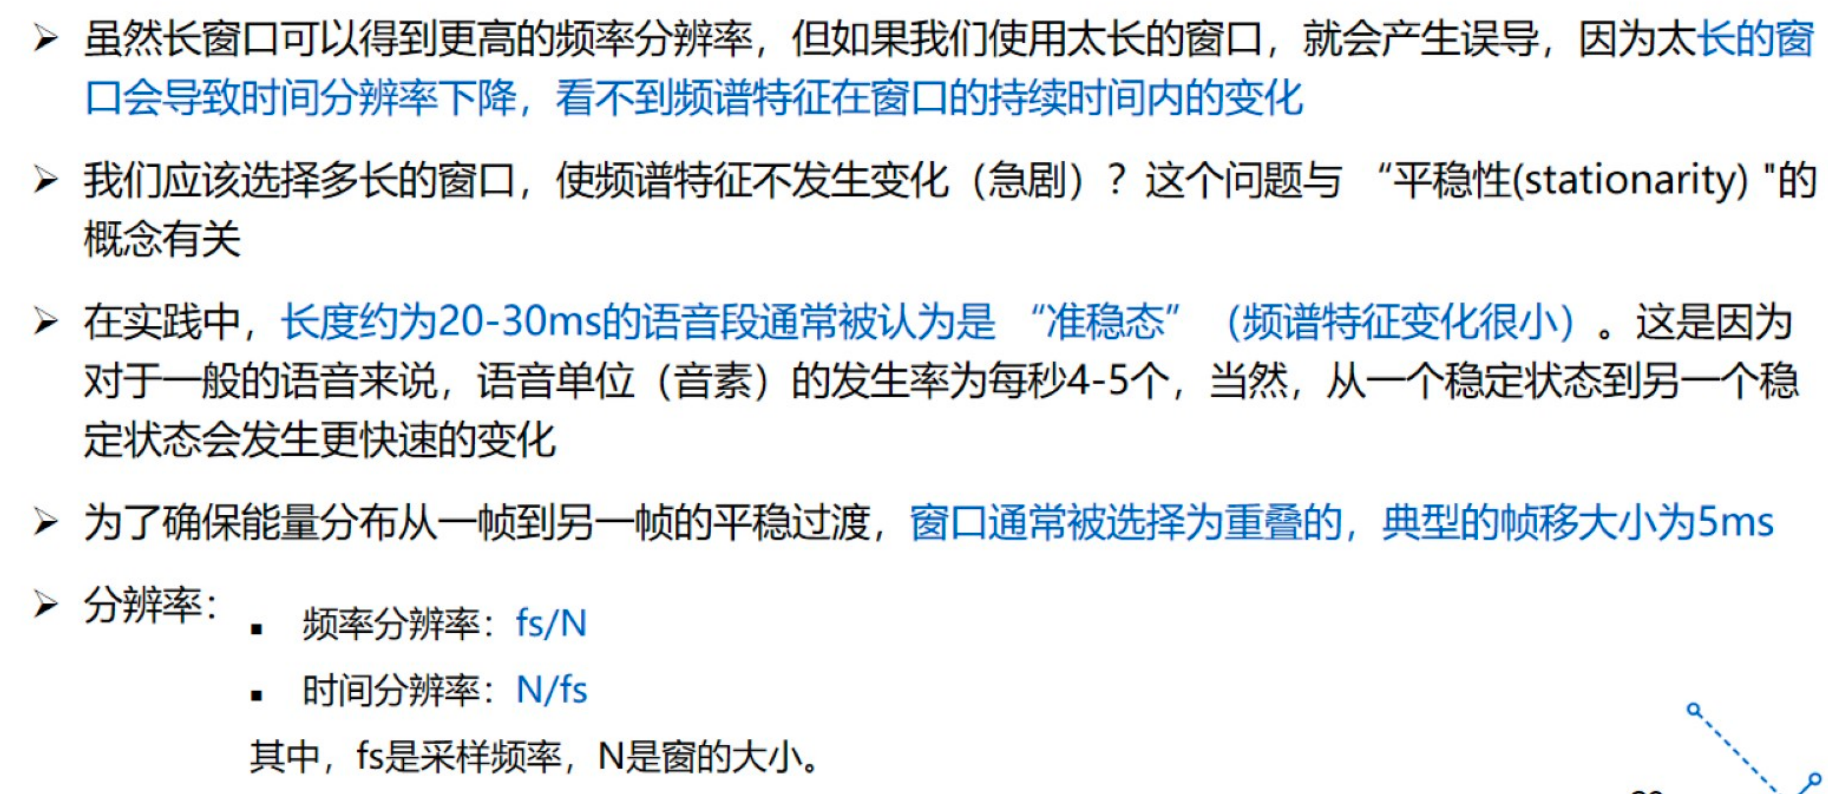 ➢ 虽然长窗口可以得到更高的频率分辨率，但如果我们使用太长的窗口，就会产生误导，因为太长的窗
口会导致时间分辨率下降，看不到频谱特征在窗口的持续时间内的变化
➢ 我们应该选择多长的窗口，使频谱特征不发生变化（急剧）？这个问题与 “平稳性(stationarity) "的
概念有关
➢ 在实践中，长度约为20-30ms的语音段通常被认为是 “准稳态” （频谱特征变化很小）。这是因为
对于一般的语音来说，语音单位（音素）的发生率为每秒4-5个，当然，从一个稳定状态到另一个稳
定状态会发生更快速的变化
➢ 为了确保能量分布从一帧到另一帧的平稳过渡，窗口通常被选择为重叠的，典型的帧移大小为5ms
➢ 分辨率：
▪ 频率分辨率：fs/N
▪ 时间分辨率：N/fs
其中，fs是采样频率，N是窗的大小。